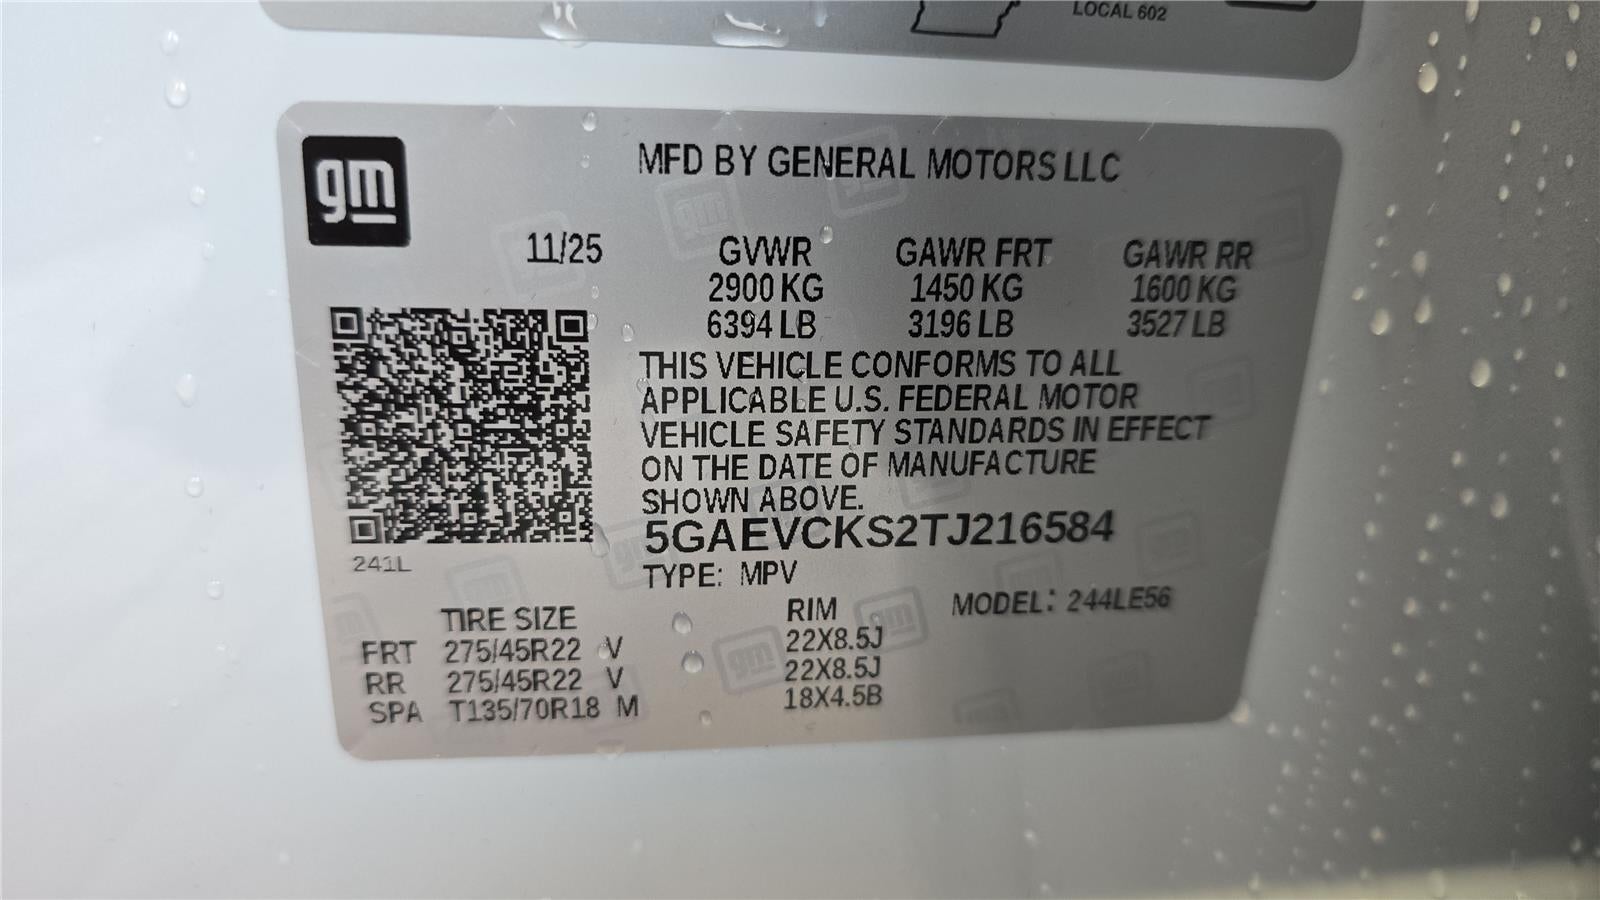 LOCAL 602
gm
MFD BY GENERAL MOTORS LLC
11/25 GVWR GAWR FRT GAWR RR
2900 KG 1450 KG 1600 KG
6394 LB 3196 LB 3527 LB
THIS VEHICLE CONFORMS TO ALL
APPLICABLE U.S. FEDERAL MOTOR
VEHICLE SAFETY STANDARDS IN EFFECT
ON THE DATE OF MANUFACTURE
SHOWN ABOVE.
5GAEVCKS2TJ216584
241L
TYPE: MPV
TIRE SIZE RIM MODEL: 244LE56
FRT 275/45R22 V 22X8.5J
RR 275/45R22 V 22X8.5J
SPA T135/70R18 M 18X4.5B